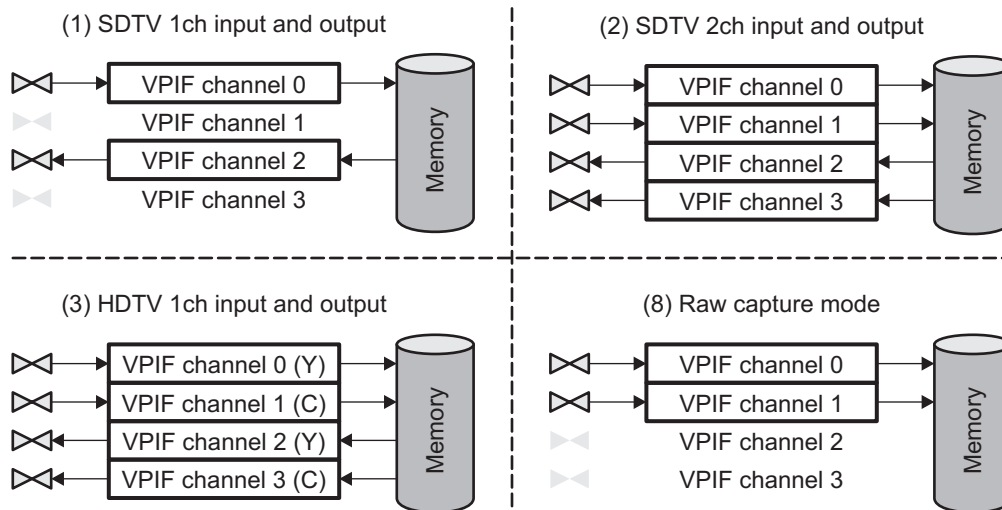 (1) SDTV 1ch input and output
VPIF channel 0
VPIF channel 1
VPIF channel 2
VPIF channel 3
Memory
(2) SDTV 2ch input and output
VPIF channel 0
VPIF channel 1
VPIF channel 2
VPIF channel 3
Memory
(3) HDTV 1ch input and output
VPIF channel 0 (Y)
VPIF channel 1 (C)
VPIF channel 2 (Y)
VPIF channel 3 (C)
Memory
(8) Raw capture mode
VPIF channel 0
VPIF channel 1
VPIF channel 2
VPIF channel 3
Memory